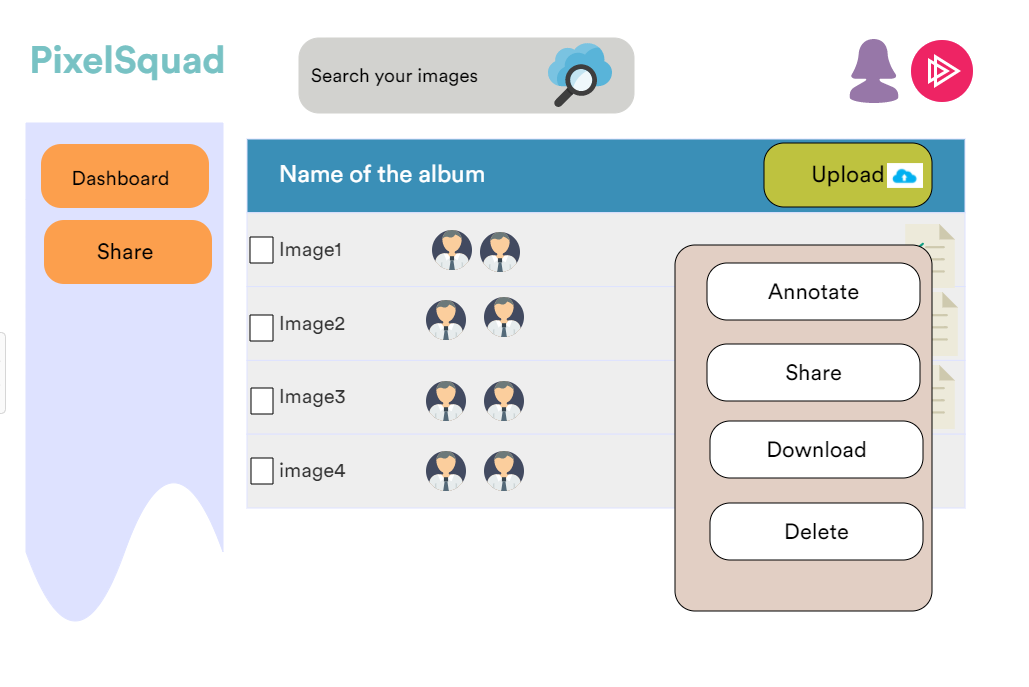 PixelSquad
Search your images
Dashboard
Share
Name of the album
Upload
Image1
Image2
Image3
image4
Annotate
Share
Download
Delete